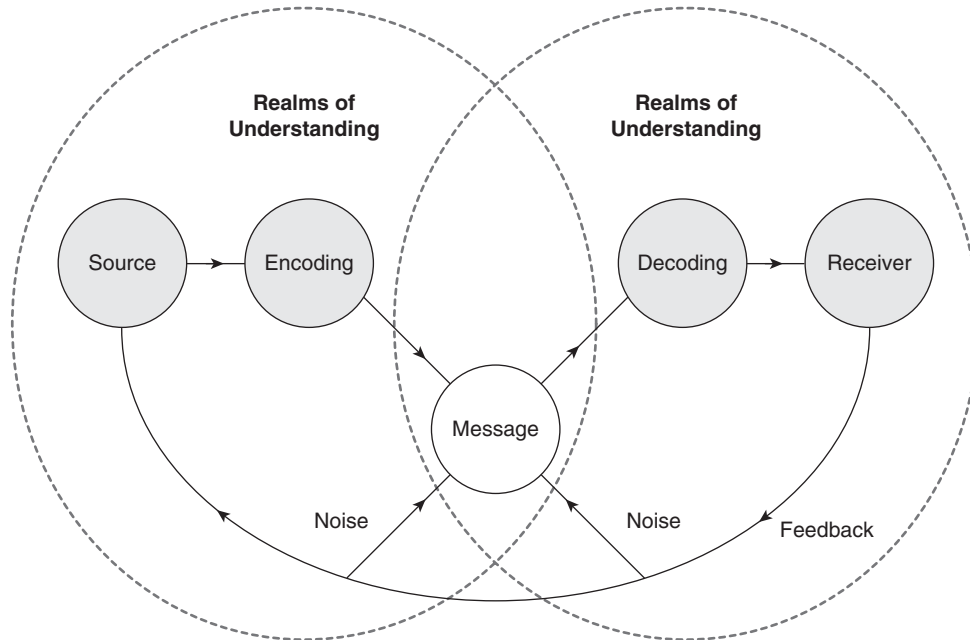 Realms of
Understanding
Realms of
Understanding
Source
Encoding
Decoding
Receiver
Message
Noise
Noise
Feedback